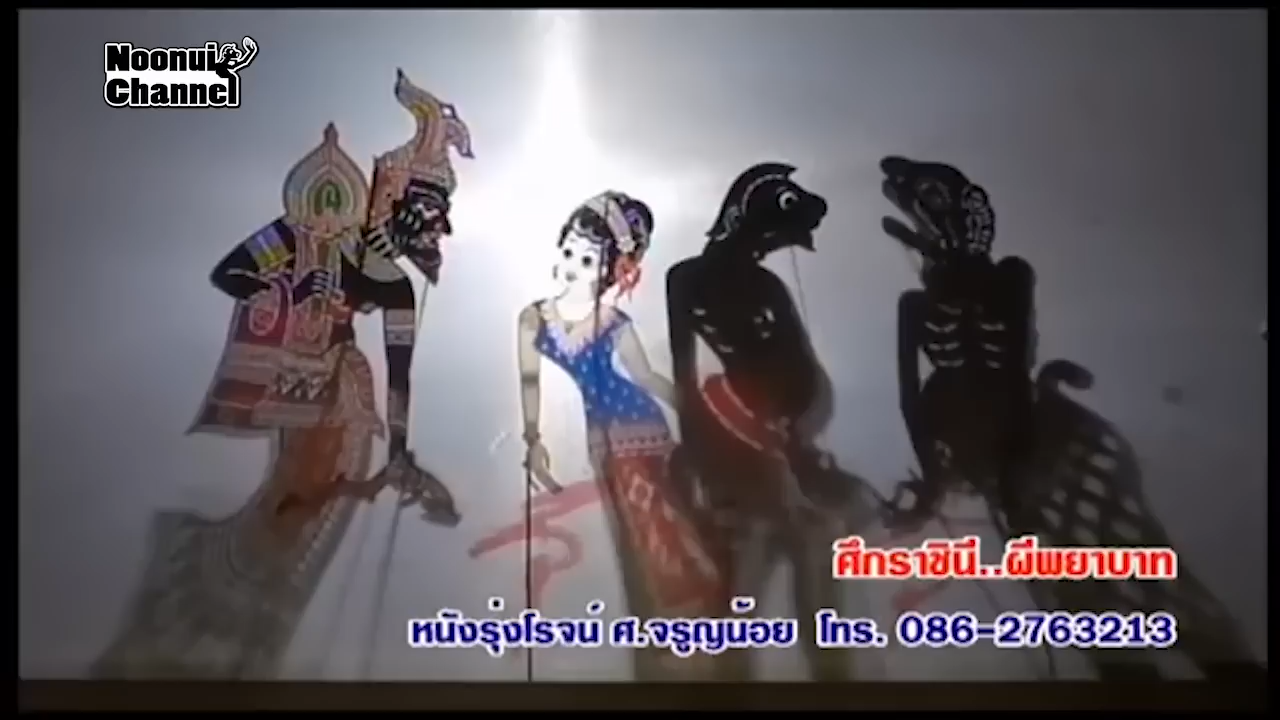 Noonui
Channel
ศึกราชินี..ผีพยาบาท
หนังรุ่งโรจน์ ศ.จรูญน้อย โทร. 086-2763213